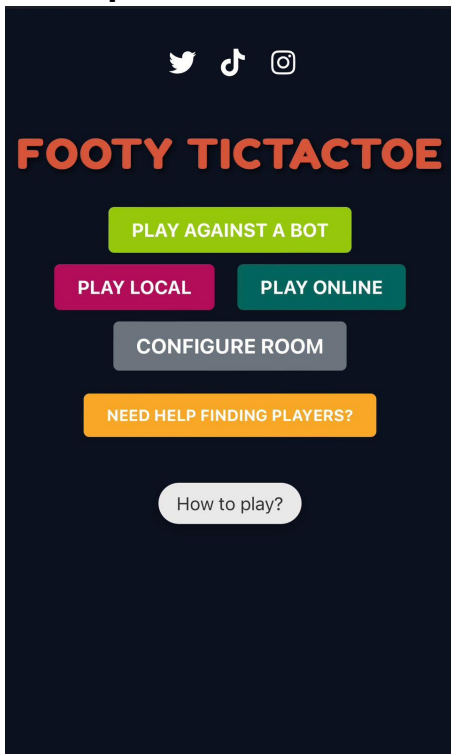 FOOTY TICTACTOE
PLAY AGAINST A BOT
PLAY LOCAL PLAY ONLINE
CONFIGURE ROOM
NEED HELP FINDING PLAYERS?
How to play?